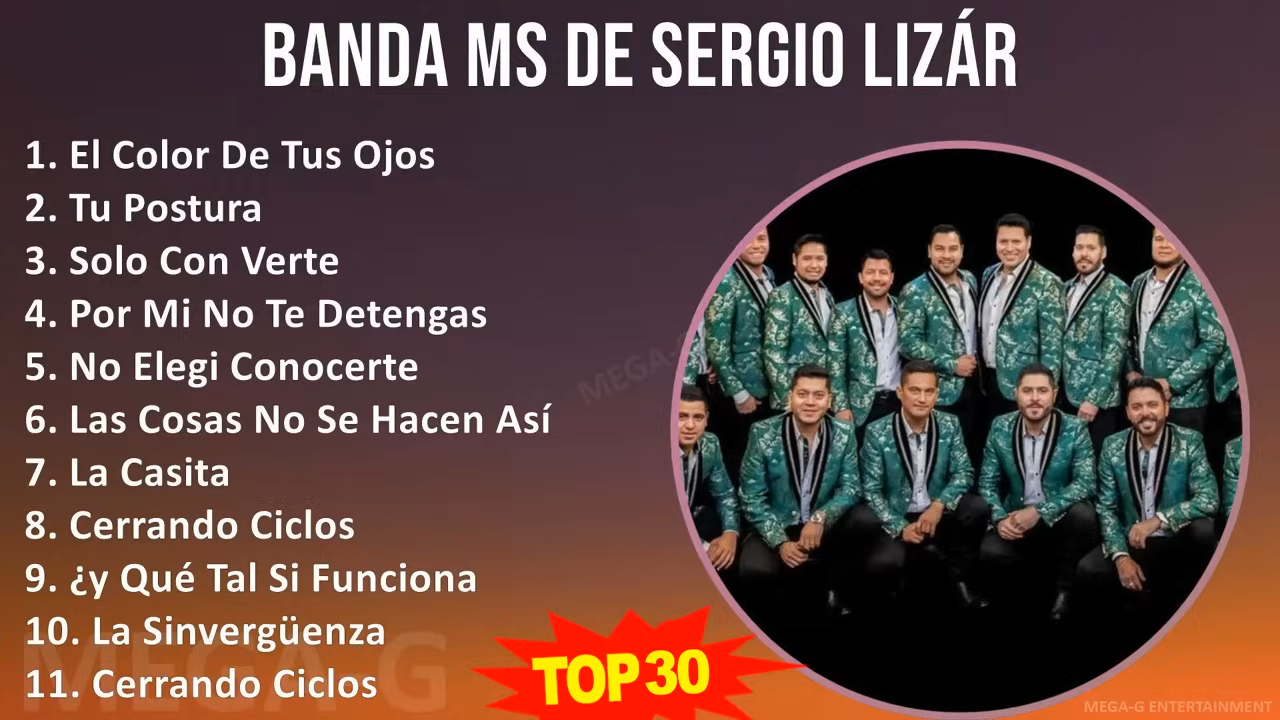 BANDA MS DE SERGIO LIZÁR
1. El Color De Tus Ojos
2. Tu Postura
3. Solo Con Verte
4. Por Mi No Te Detengas
5. No Elegi Conocerte
6. Las Cosas No Se Hacen Así
7. La Casita
8. Cerrando Ciclos
9. ¿y Qué Tal Si Funciona
10. La Sinvergüenza
11. Cerrando Ciclos
TOP 30
MEGA-G
MEGA-G
MEGA-G ENTERTAINMENT